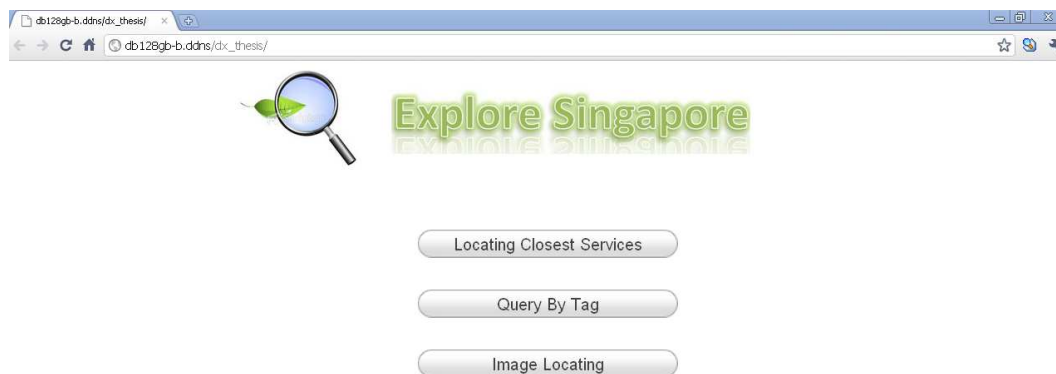 db128gb-b.ddns/dx_thesis/
db128gb-b.ddns/dx_thesis/
Explore Singapore
Locating Closest Services
Query By Tag
Image Locating